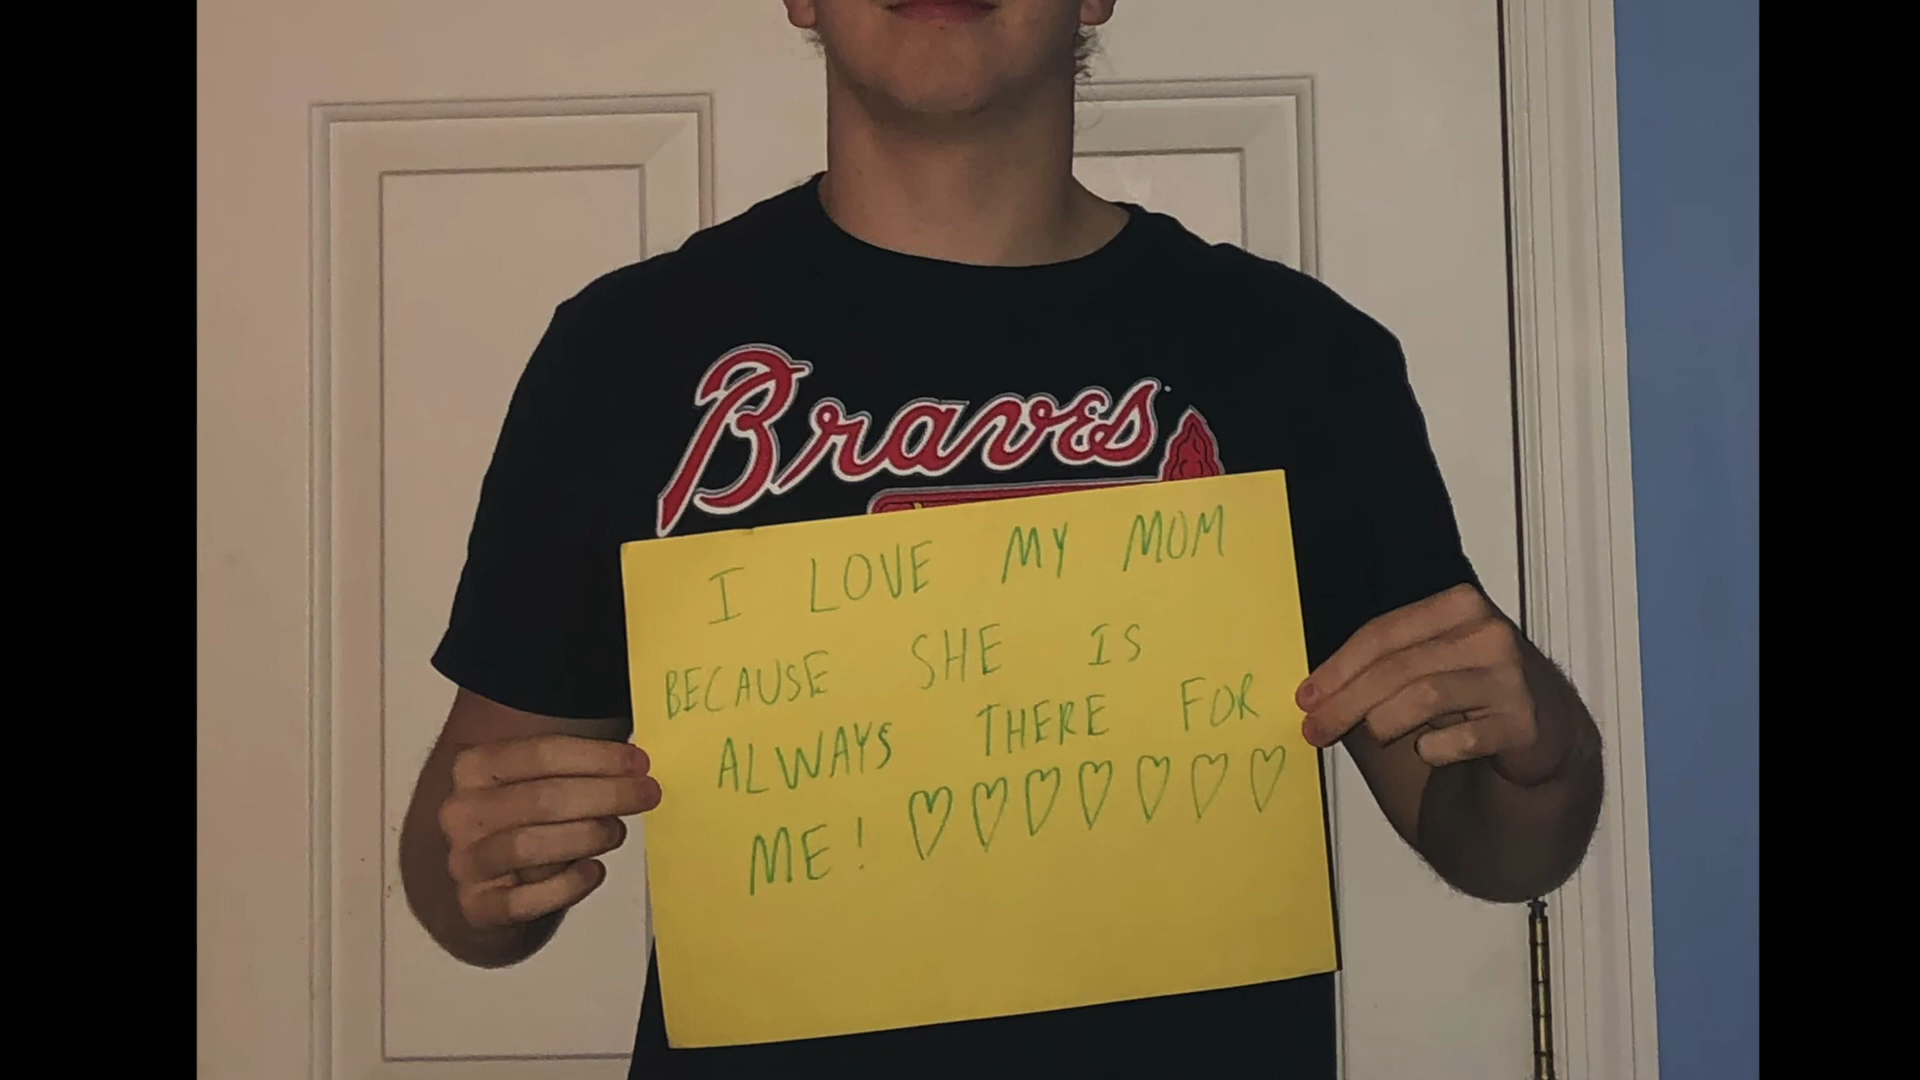 Braves
I LOVE MY MOM
BECAUSE SHE IS
ALWAYS THERE FOR
ME! ♡♡♡♡♡♡♡